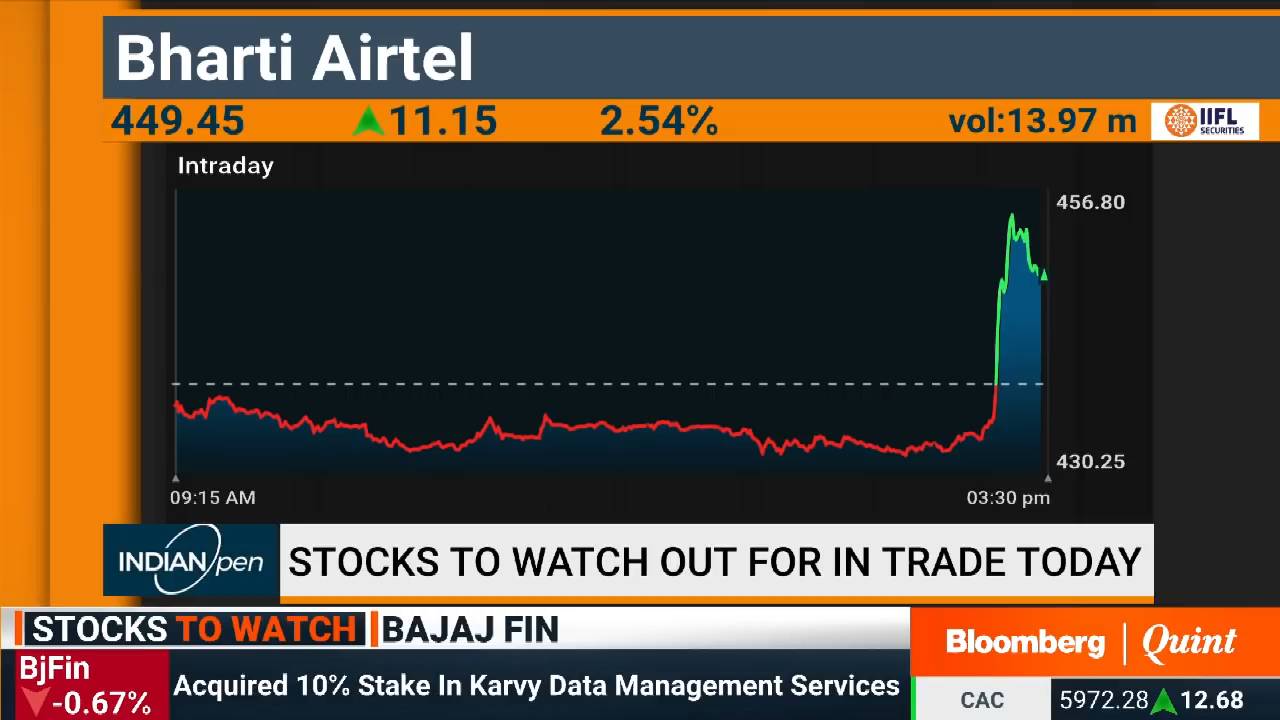 Bharti Airtel
449.45 11.15 2.54% vol:13.97 m IIFL SECURITIES
Intraday
456.80
430.25
09:15 AM 03:30 pm
INDIAN pen STOCKS TO WATCH OUT FOR IN TRADE TODAY
STOCKS TO WATCH BAJAJ FIN
Bloomberg | Quint
BjFin
-0.67%
Acquired 10% Stake In Karvy Data Management Services
CAC 5972.28 12.68